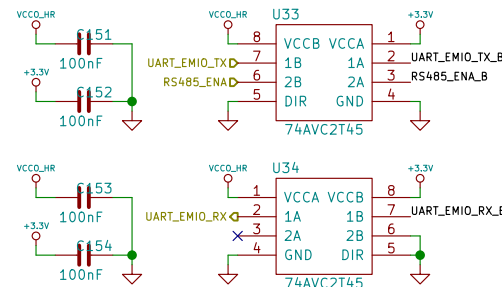 VCCO_HR
C151
100nF
+3.3V
C152
100nF
VCCO_HR
U33
+3.3V
8 VCCB VCCA 1
UART_EMIO_TX 7 1B 1A 2 UART_EMIO_TX_B
RS485_ENA 6 2B 2A 3 RS485_ENA_B
5 DIR GND 4
74AVC2T45
VCCO_HR
C153
100nF
+3.3V
C154
100nF
VCCO_HR
U34
+3.3V
1 VCCA VCCB 8
UART_EMIO_RX 2 1A 1B 7 UART_EMIO_RX_B
3 2A 2B 6
4 GND DIR 5
74AVC2T45